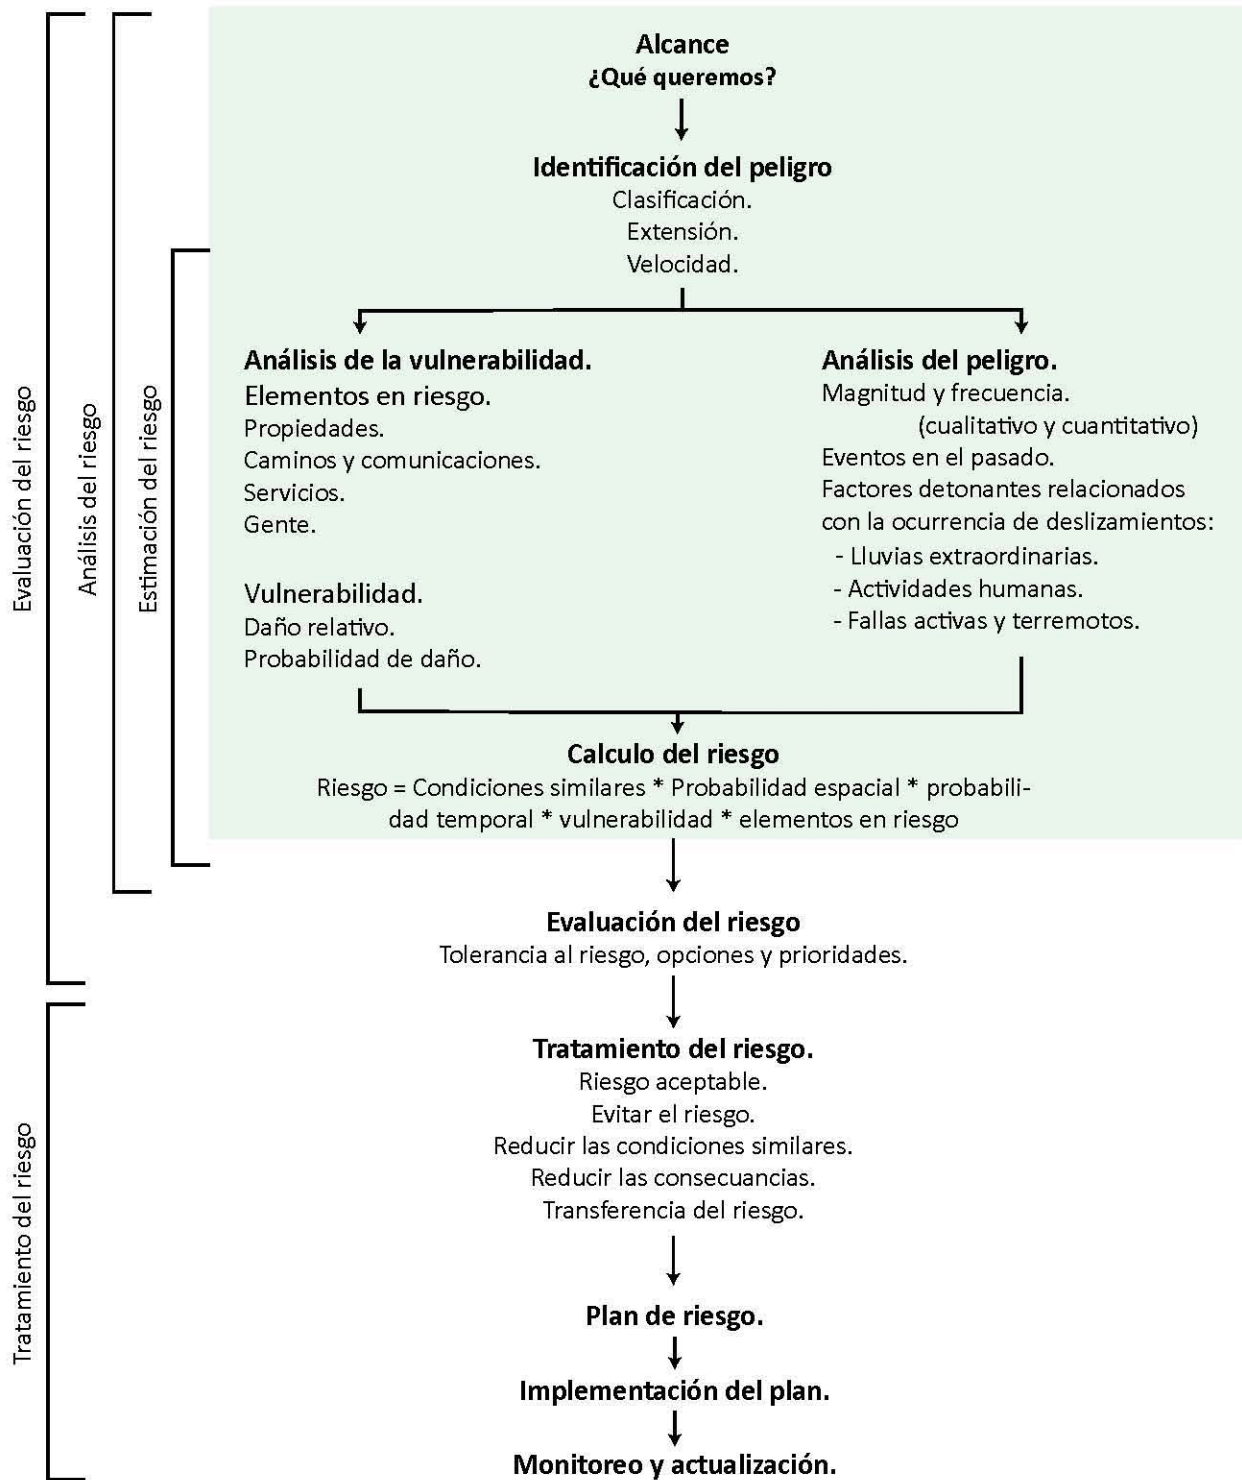 Alcance
¿Qué queremos?
Identificación del peligro
Clasificación.
Extensión.
Velocidad.
Análisis de la vulnerabilidad.
Elementos en riesgo.
Propiedades.
Caminos y comunicaciones.
Servicios.
Gente.
Vulnerabilidad.
Daño relativo.
Probabilidad de daño.
Análisis del peligro.
Magnitud y frecuencia.
(cualitativo y cuantitativo)
Eventos en el pasado.
Factores detonantes relacionados
con la ocurrencia de deslizamientos:
- Lluvias extraordinarias.
- Actividades humanas.
- Fallas activas y terremotos.
Calculo del riesgo
Riesgo = Condiciones similares * Probabilidad espacial * probabili-
dad temporal * vulnerabilidad * elementos en riesgo
Evaluación del riesgo
Tolerancia al riesgo, opciones y prioridades.
Tratamiento del riesgo.
Riesgo aceptable.
Evitar el riesgo.
Reducir las condiciones similares.
Reducir las consecuancias.
Transferencia del riesgo.
Plan de riesgo.
Implementación del plan.
Monitoreo y actualización.
Evaluación del riesgo
Análisis del riesgo
Estimación del riesgo
Tratamiento del riesgo